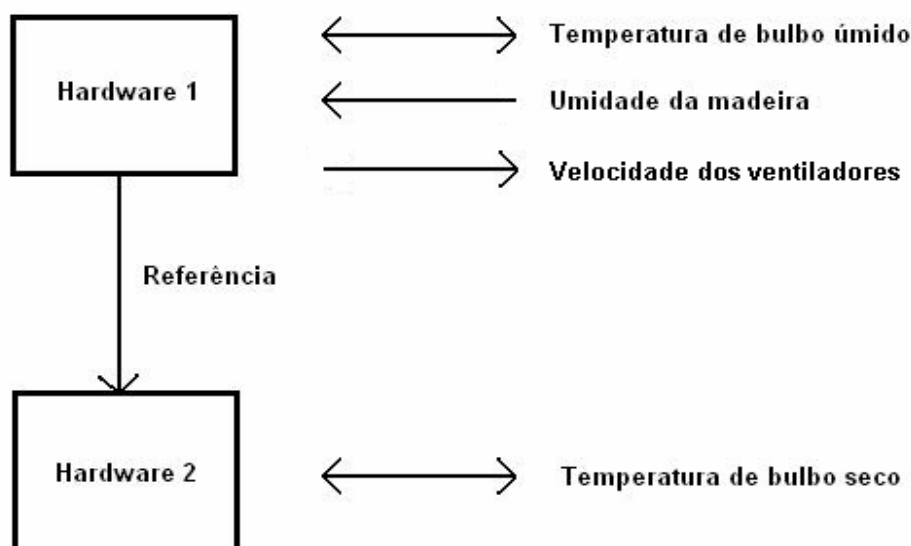 Hardware 1
Temperatura de bulbo úmido
Umidade da madeira
Velocidade dos ventiladores
Referência
Hardware 2
Temperatura de bulbo seco